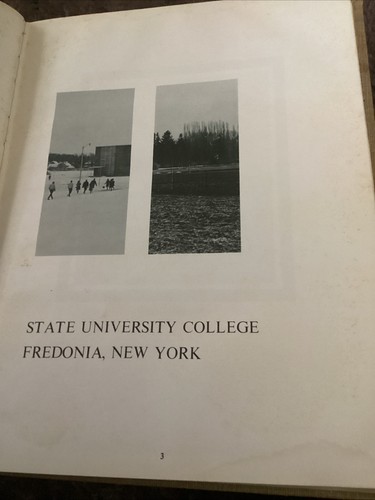 STATE UNIVERSITY COLLEGE
FREDONIA, NEW YORK
3